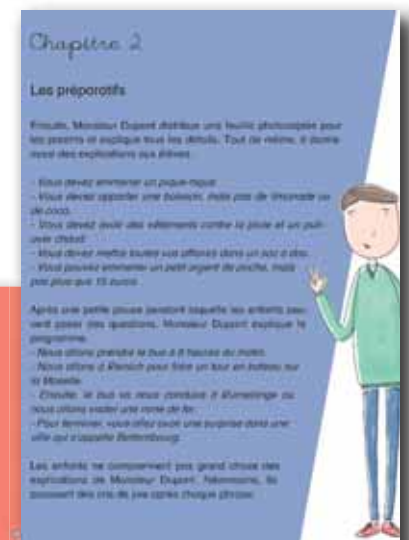 Chapitre 2
Les préparatifs
Ensuite, Monsieur Dupont distribue une feuille photocopiée pour
les parents et explique tous les détails. Tout de même, il donne
aussi des explications aux élèves :
- Vous devez emmener un pique-nique.
- Vous devez apporter une boisson, mais pas de limonade ou
de coca.
- Vous devez avoir des vêtements contre la pluie et un pull-
over chaud.
- Vous devez mettre toutes vos affaires dans un sac à dos.
- Vous pouvez emmener un petit argent de poche, mais
pas plus que 15 euros.
Après une petite pause pendant laquelle les enfants peu-
vent poser des questions, Monsieur Dupont explique le
programme.
- Nous allons prendre le bus à 8 heures du matin.
- Nous allons à Remich pour faire un tour en bateau sur
la Moselle.
- Ensuite, le bus va nous conduire à Rumelange où
nous allons visiter une mine de fer.
- Pour terminer, vous allez avoir une surprise dans une
ville qui s'appelle Bettembourg.
Les enfants ne comprennent pas grand chose des
explications de Monsieur Dupont. Néanmoins, ils
poussent des cris de joie après chaque phrase.